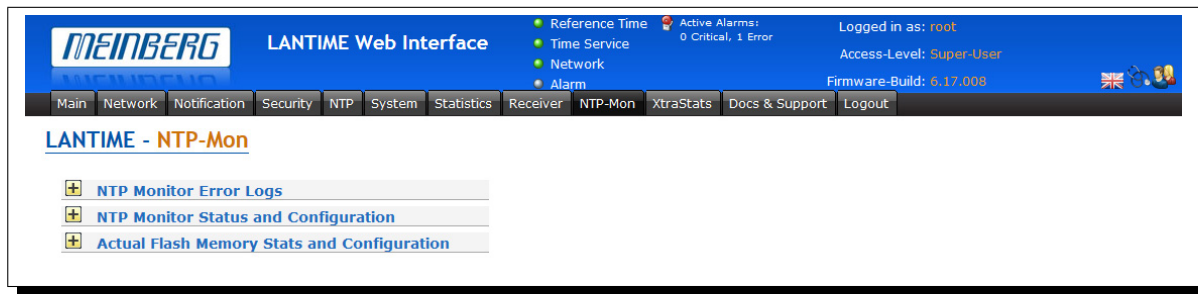 MEINBERG
LANTIME Web Interface
Reference Time
Time Service
Network
Alarm
Active Alarms:
0 Critical, 1 Error
Logged in as: root
Access-Level: Super-User
Firmware-Build: 6.17.008
Main Network Notification Security NTP System Statistics Receiver NTP-Mon XtraStats Docs & Support Logout
LANTIME - NTP-Mon
NTP Monitor Error Logs
NTP Monitor Status and Configuration
Actual Flash Memory Stats and Configuration